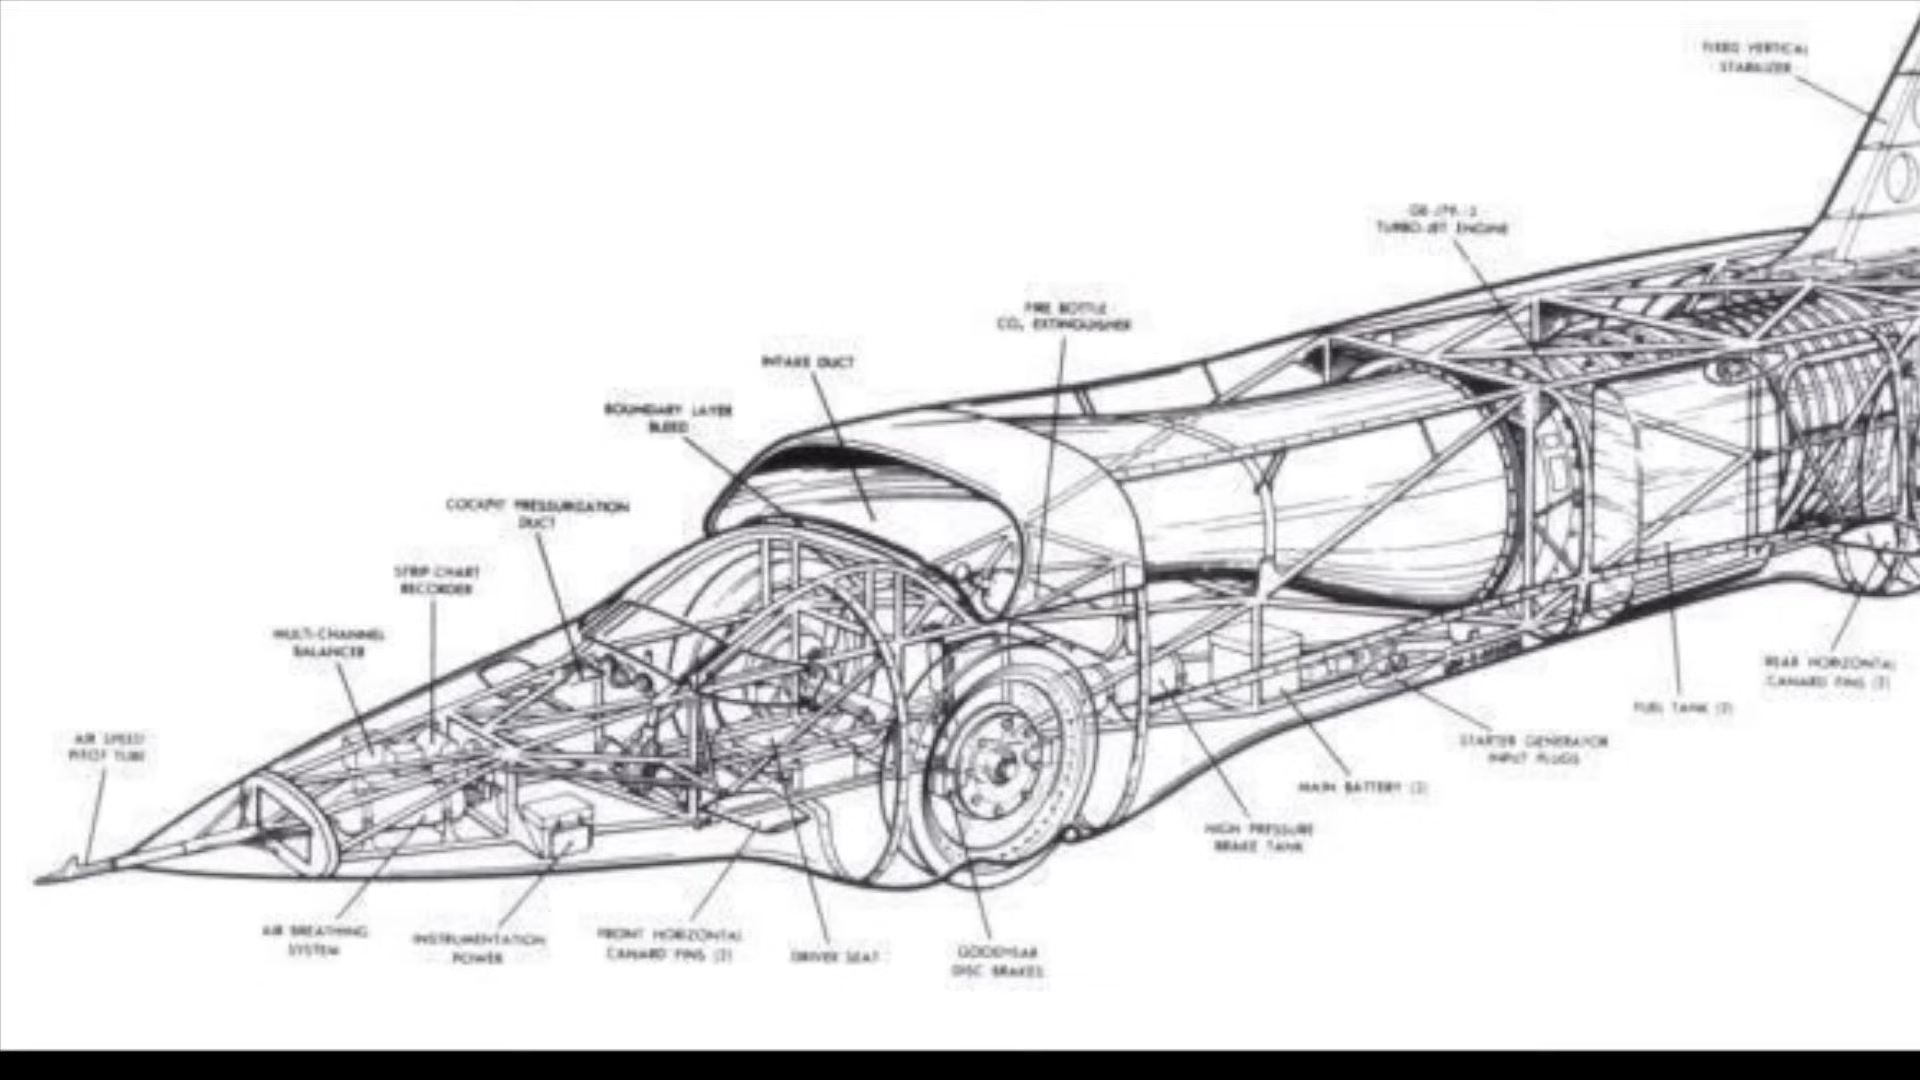 FIXED VERTICAL
STABILIZER
TURBO-JET ENGINE
FIRE BOTTLE
CO₂ EXTINGUISHER
INTAKE DUCT
BOUNDARY LAYER
BLEED
COCKPIT PRESSURIZATION
DUCT
STRIP CHART
RECORDER
MULTI-CHANNEL
BALANCER
AIR SPEED
PITOT TUBE
REAR HORIZONTAL
CANARD FINS (2)
FUEL TANK (2)
STARTER GENERATOR
INPUT PLUGS
MAIN BATTERY (2)
HIGH PRESSURE
BRAKE TANK
AIR BREATHING
SYSTEM
INSTRUMENTATION
POWER
FRONT HORIZONTAL
CANARD FINS (2)
DRIVER SEAT
GOODYEAR
DISC BRAKES